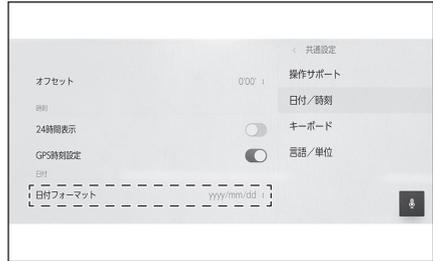 オフセット 0'00'
時刻
24時間表示
GPS時刻設定
日付
日付フォーマット yyyy/mm/dd
＜ 共通設定
操作サポート
日付／時刻
キーボード
言語／単位